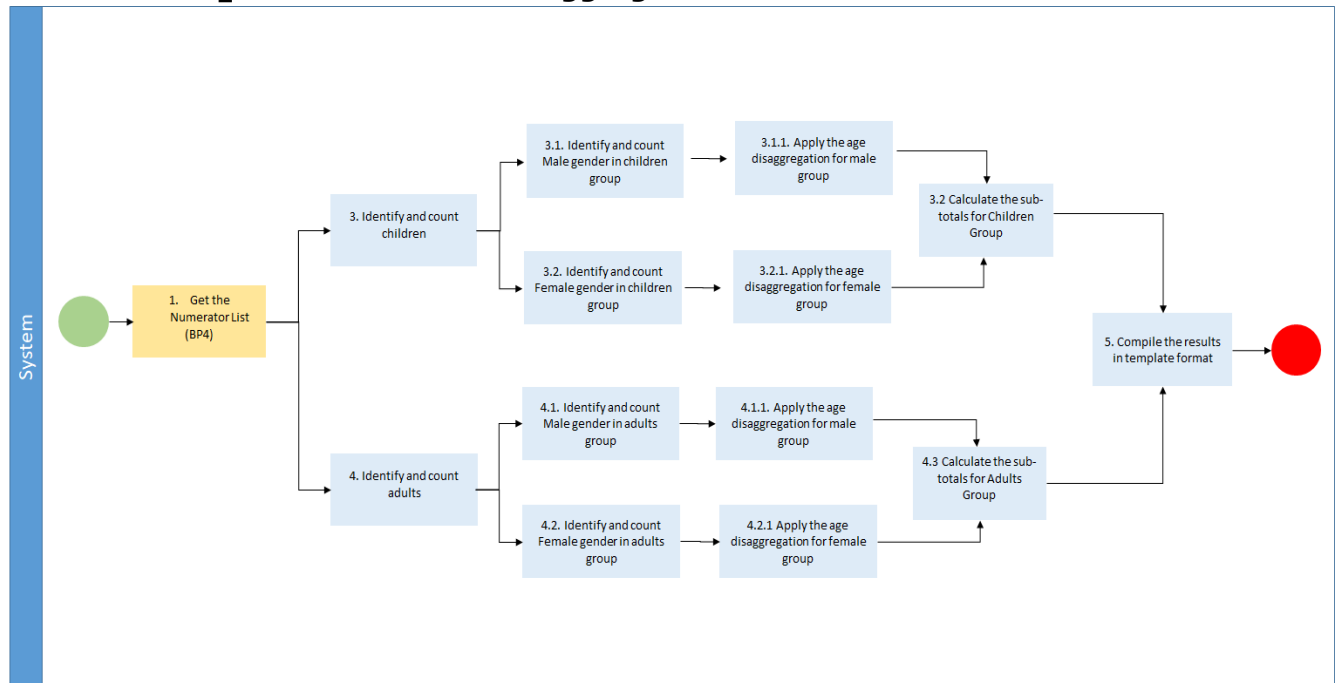 System
1. Get the
Numerator List
(BP4)
3. Identify and count
children
3.1. Identify and count
Male gender in children
group
3.1.1. Apply the age
disaggregation for male
group
3.2. Identify and count
Female gender in children
group
3.2.1. Apply the age
disaggregation for female
group
3.2 Calculate the sub-
totals for Children
Group
4. Identify and count
adults
4.1. Identify and count
Male gender in adults
group
4.1.1. Apply the age
disaggregation for male
group
4.2. Identify and count
Female gender in adults
group
4.2.1 Apply the age
disaggregation for female
group
4.3 Calculate the sub-
totals for Adults
Group
5. Compile the results
in template format